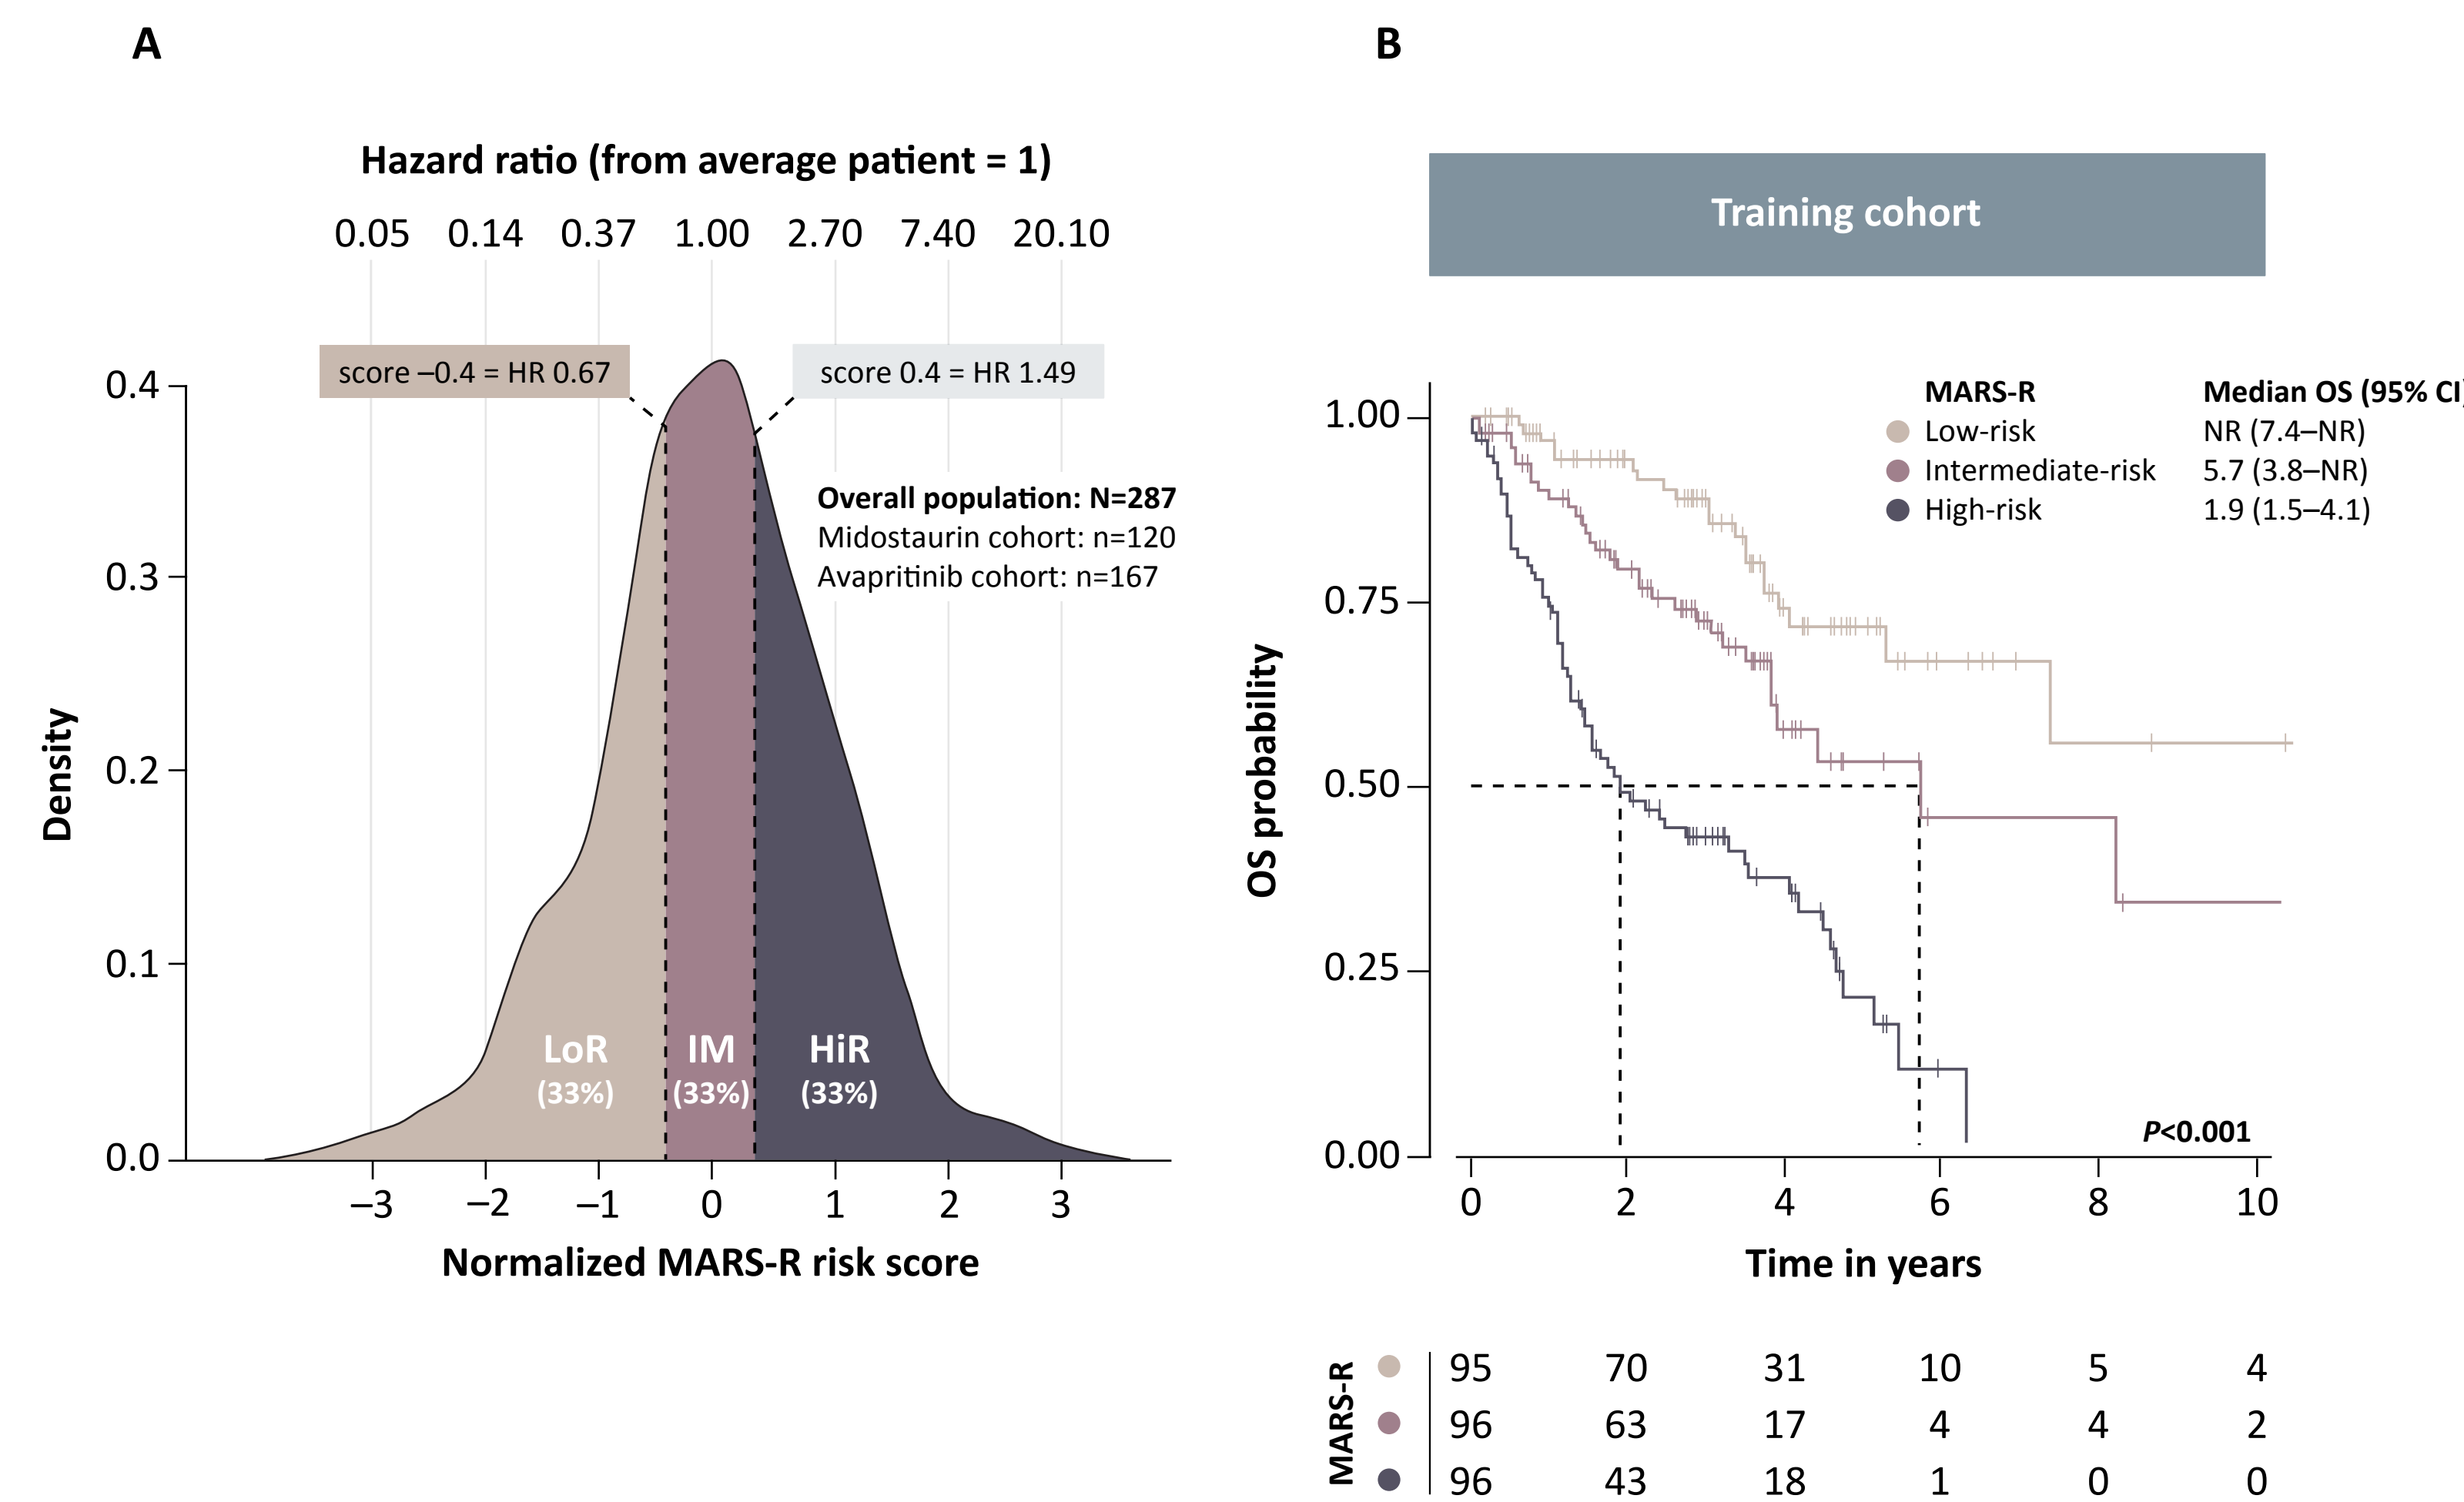 A
Hazard ratio (from average patient = 1)
0.05 0.14 0.37 1.00 2.70 7.40 20.10
score –0.4 = HR 0.67
score 0.4 = HR 1.49
Overall population: N=287
Midostaurin cohort: n=120
Avapritinib cohort: n=167
Density
0.4
0.3
0.2
0.1
0.0
LoR
(33%)
IM
(33%)
HiR
(33%)
–3 –2 –1 0 1 2 3
Normalized MARS-R risk score
B
Training cohort
MARS-R Median OS (95% CI)
Low-risk NR (7.4–NR)
Intermediate-risk 5.7 (3.8–NR)
High-risk 1.9 (1.5–4.1)
OS probability
1.00
0.75
0.50
0.25
0.00
P<0.001
0 2 4 6 8 10
Time in years
MARS-R
95 70 31 10 5 4
96 63 17 4 4 2
96 43 18 1 0 0